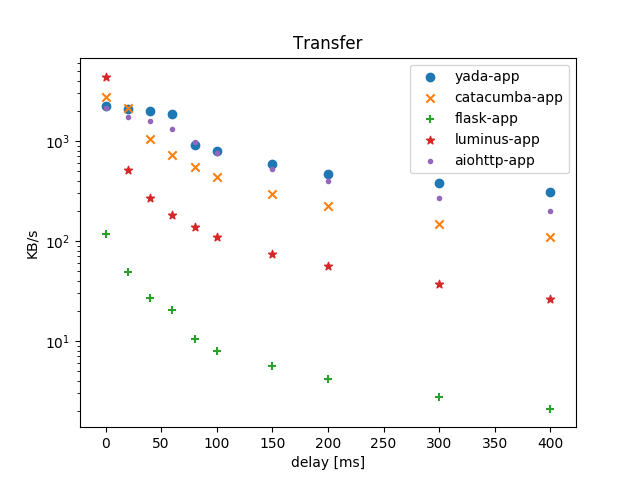 Transfer
yada-app
catacumba-app
flask-app
luminus-app
aiohttp-app
10³
10²
10¹
KB/s
0 50 100 150 200 250 300 350 400
delay [ms]